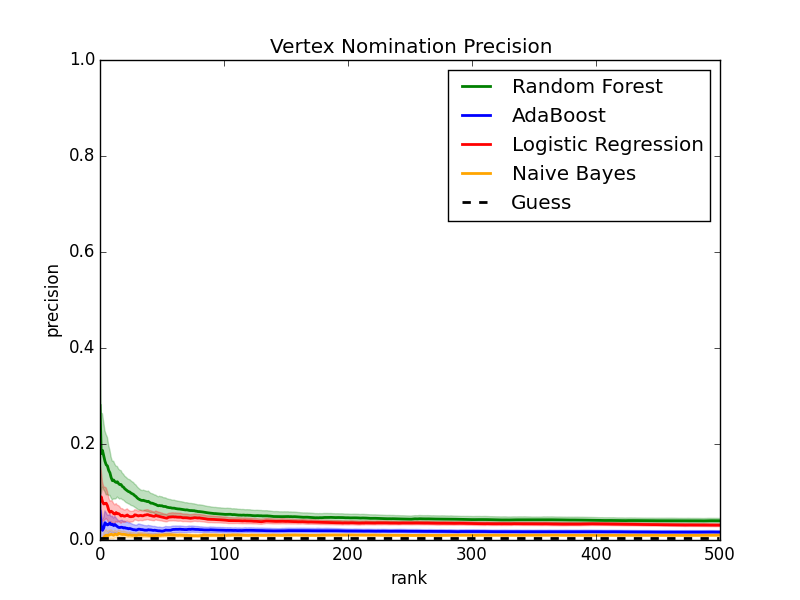 Vertex Nomination Precision
1.0
0.8
0.6
0.4
0.2
0.0
precision
Random Forest
AdaBoost
Logistic Regression
Naive Bayes
Guess
0 100 200 300 400 500
rank